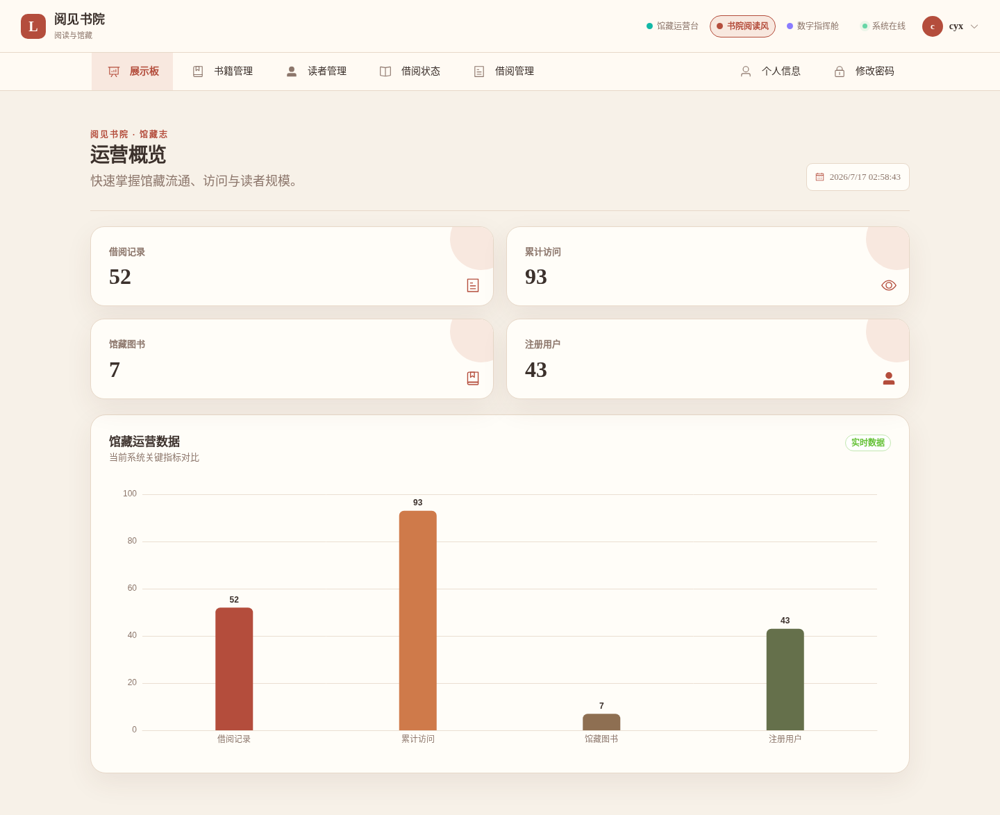 L
阅见书院
阅读与馆藏
馆藏运营台
书院阅读风
数字指挥舱
系统在线
c
cyx
展示板
书籍管理
读者管理
借阅状态
借阅管理
个人信息
修改密码
阅见书院 · 馆藏志
运营概览
快速掌握馆藏流通、访问与读者规模。
2026/7/17 02:58:43
借阅记录
52
累计访问
93
馆藏图书
7
注册用户
43
馆藏运营数据
当前系统关键指标对比
实时数据
100
80
60
40
20
0
52
93
7
43
借阅记录
累计访问
馆藏图书
注册用户